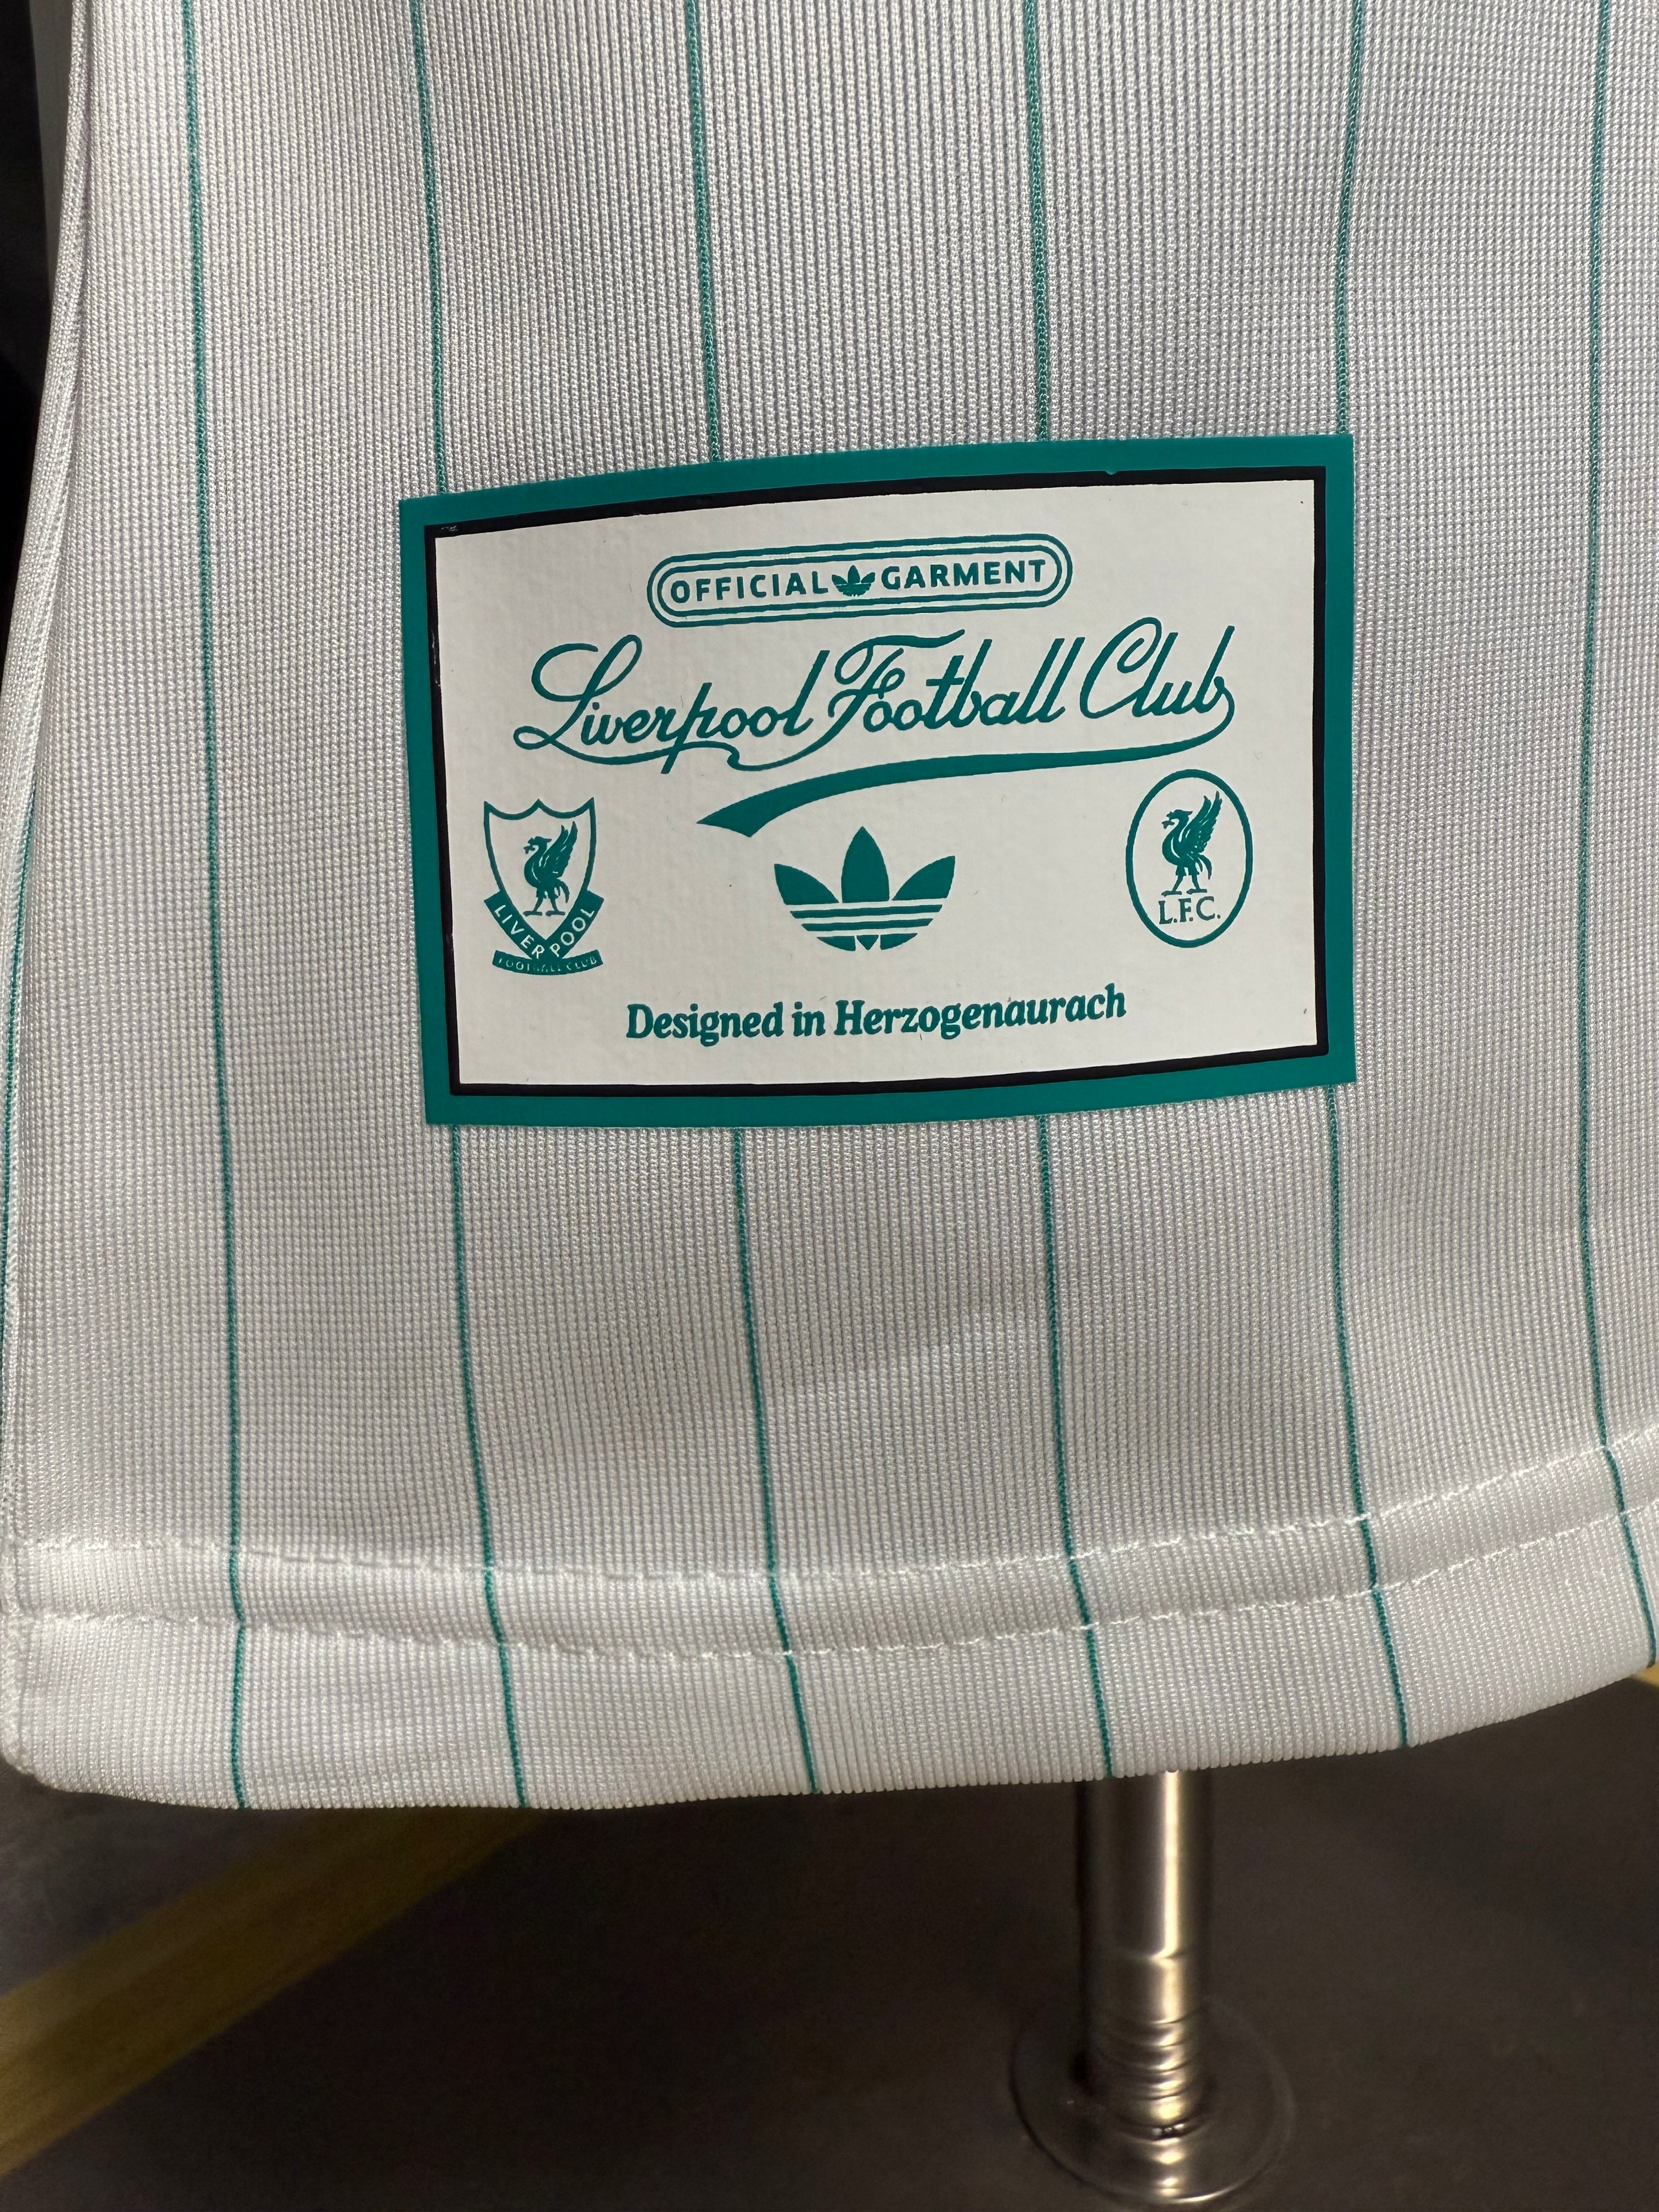 OFFICIAL GARMENT
Liverpool Football Club
LIVERPOOL
FOOTBALL CLUB
L.F.C.
Designed in Herzogenaurach